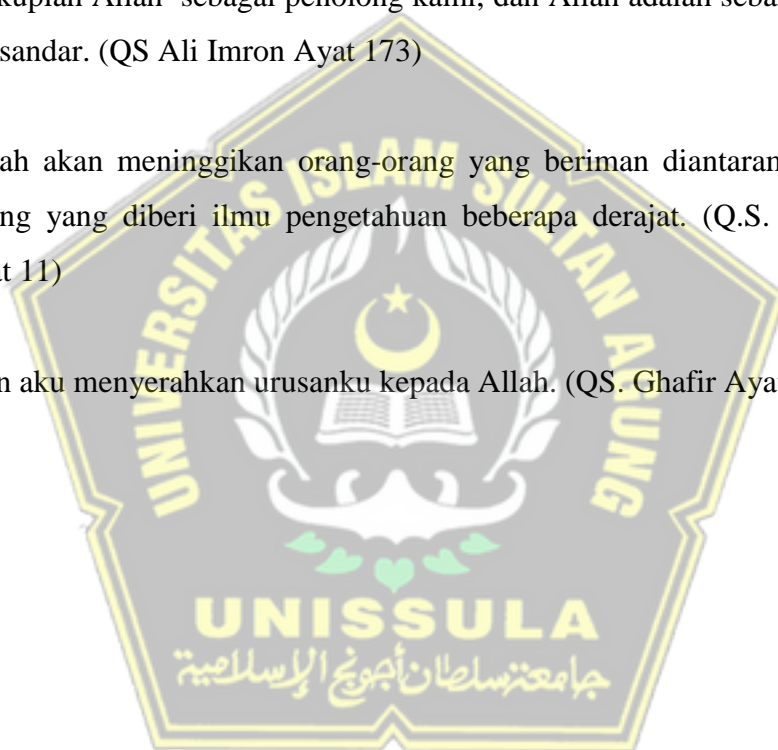 kuplah Allah sebagai penolong kami, dan Allah adalah seba
sandar. (QS Ali Imron Ayat 173)
ah akan meninggikan orang-orang yang beriman diantaran
ng yang diberi ilmu pengetahuan beberapa derajat. (Q.S.
at 11)
n aku menyerahkan urusanku kepada Allah. (QS. Ghafir Aya
UNIVERSITAS ISLAM SULTAN AGUNG
UNISSULA
جامعة سلطان أجونج الإسلامية